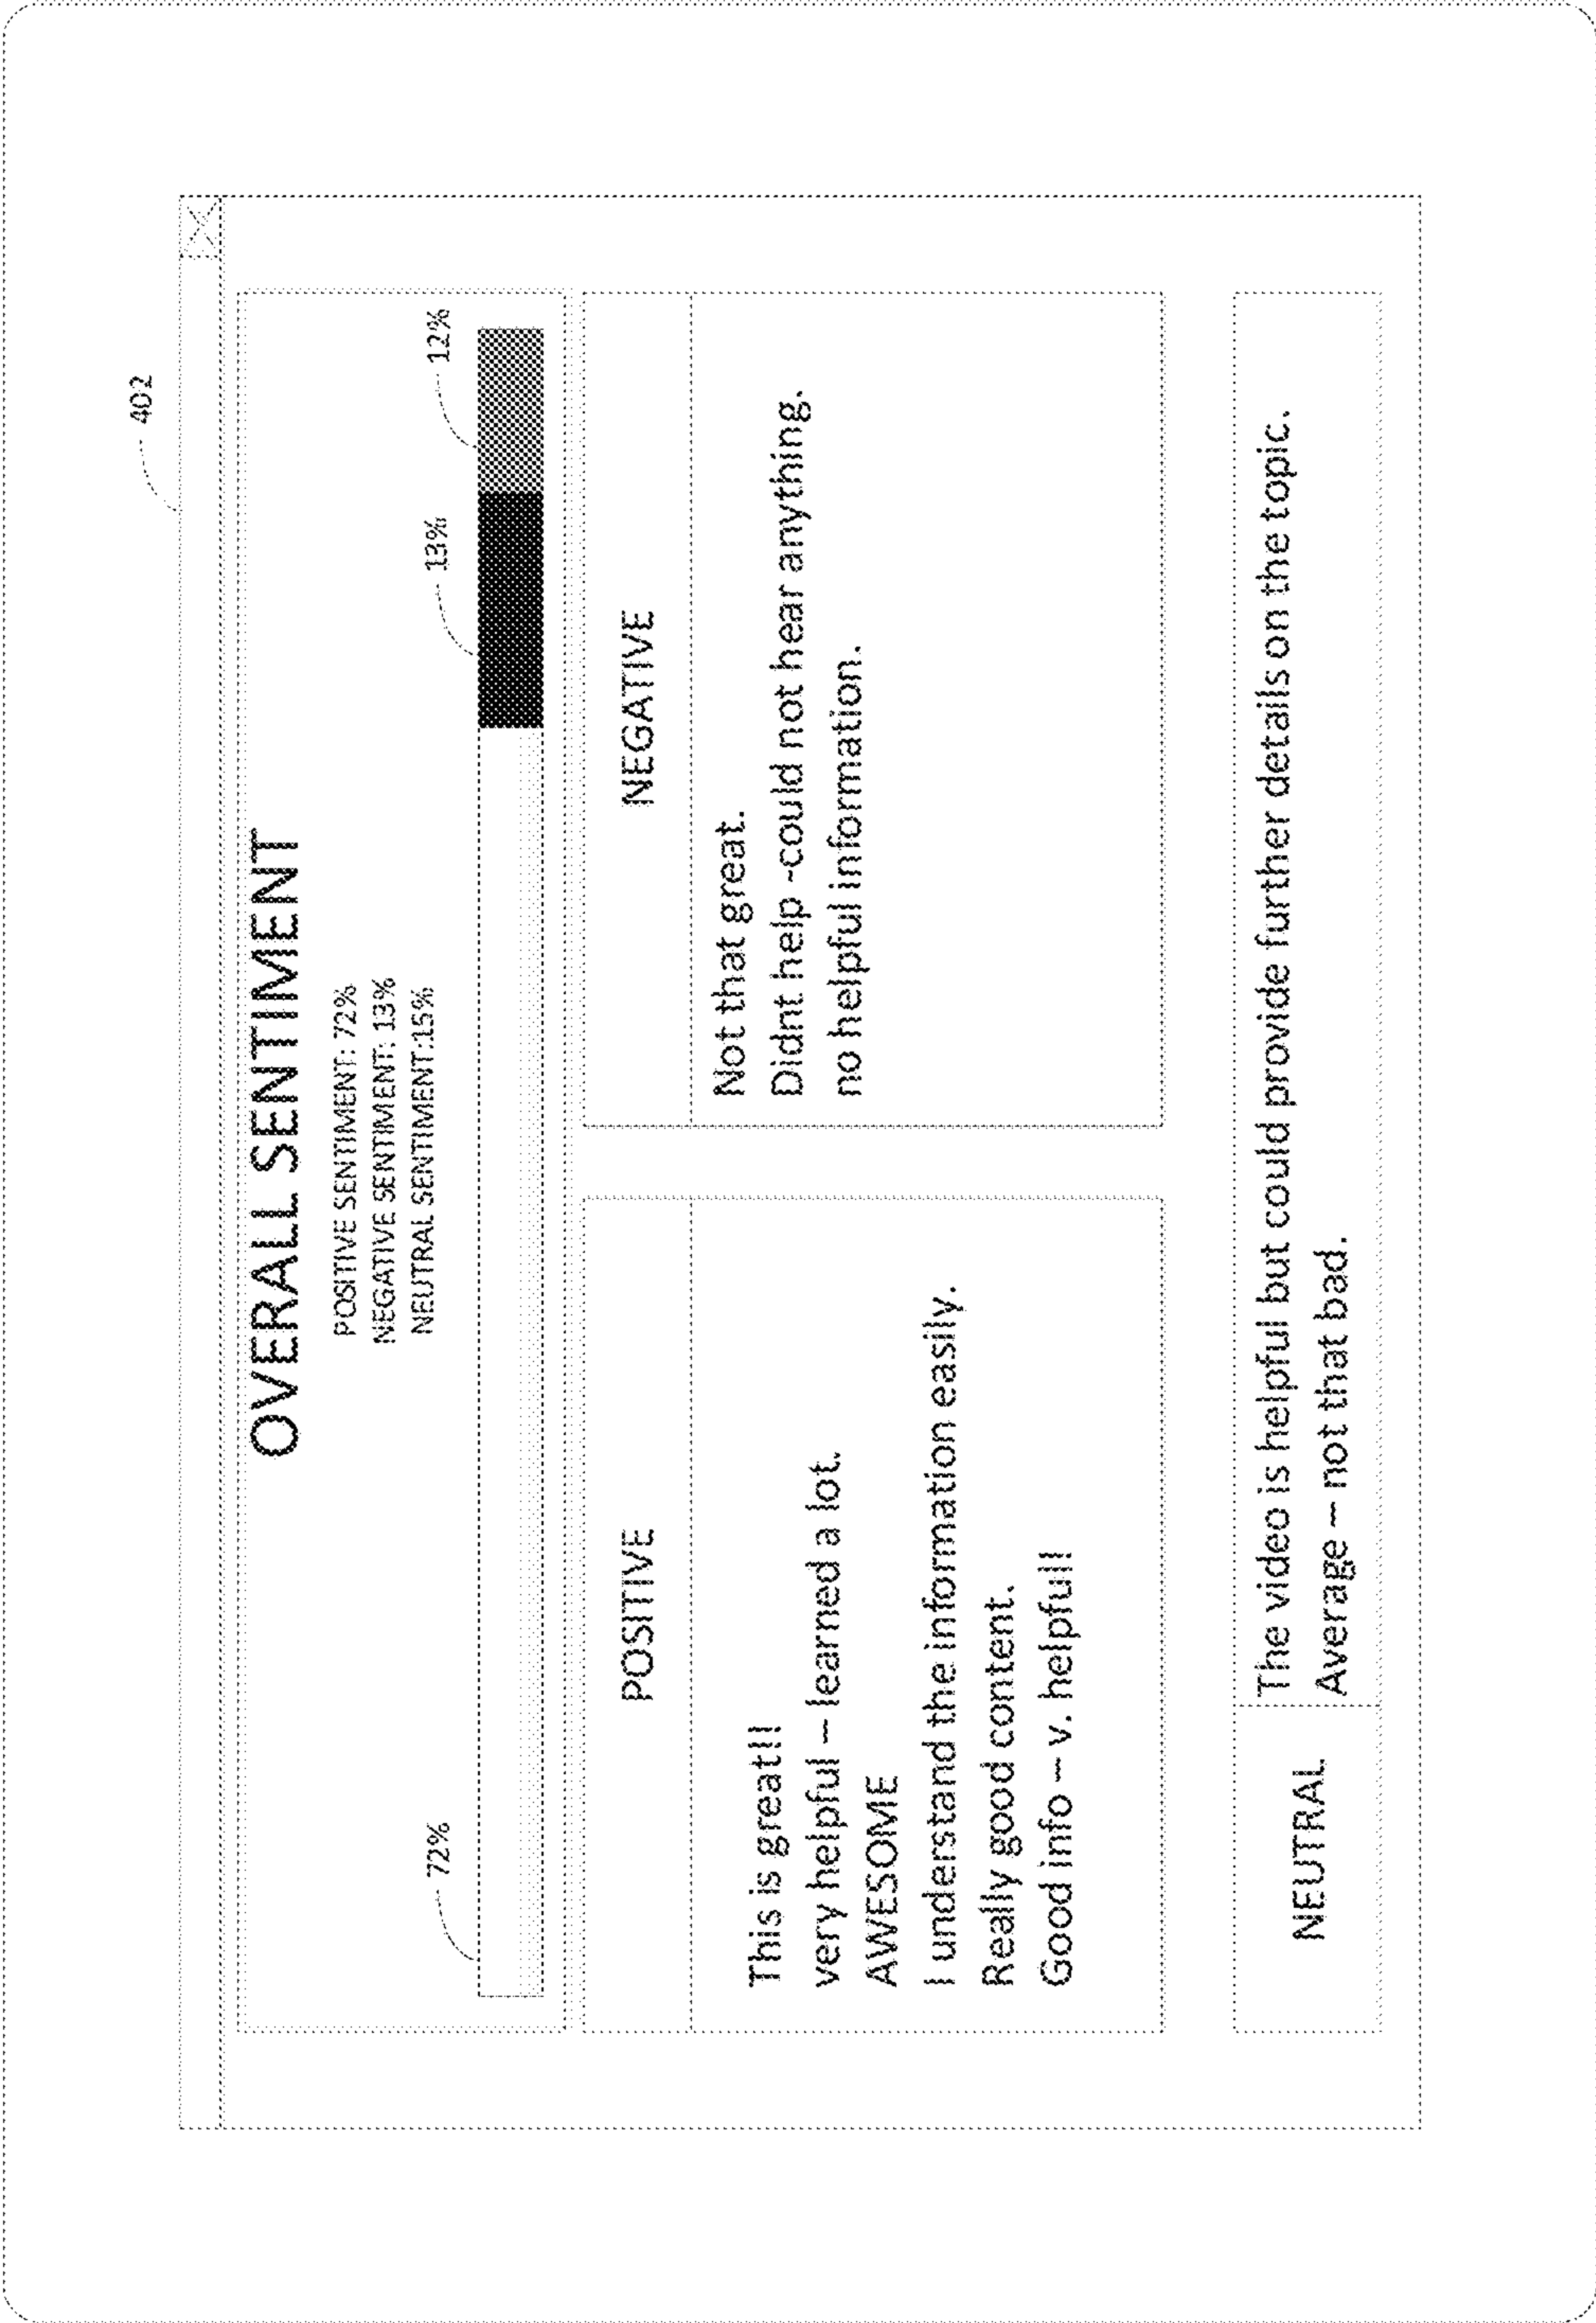 402
OVERALL SENTIMENT
POSITIVE SENTIMENT: 72%
NEGATIVE SENTIMENT: 13%
NEUTRAL SENTIMENT:15%
72%
13%
12%
POSITIVE
This is great!!!
very helpful – learned a lot.
AWESOME
I understand the information easily.
Really good content.
Good info – v. helpful!
NEGATIVE
Not that great.
Didnt help -could not hear anything.
no helpful information.
NEUTRAL
The video is helpful but could provide further details on the topic.
Average – not that bad.